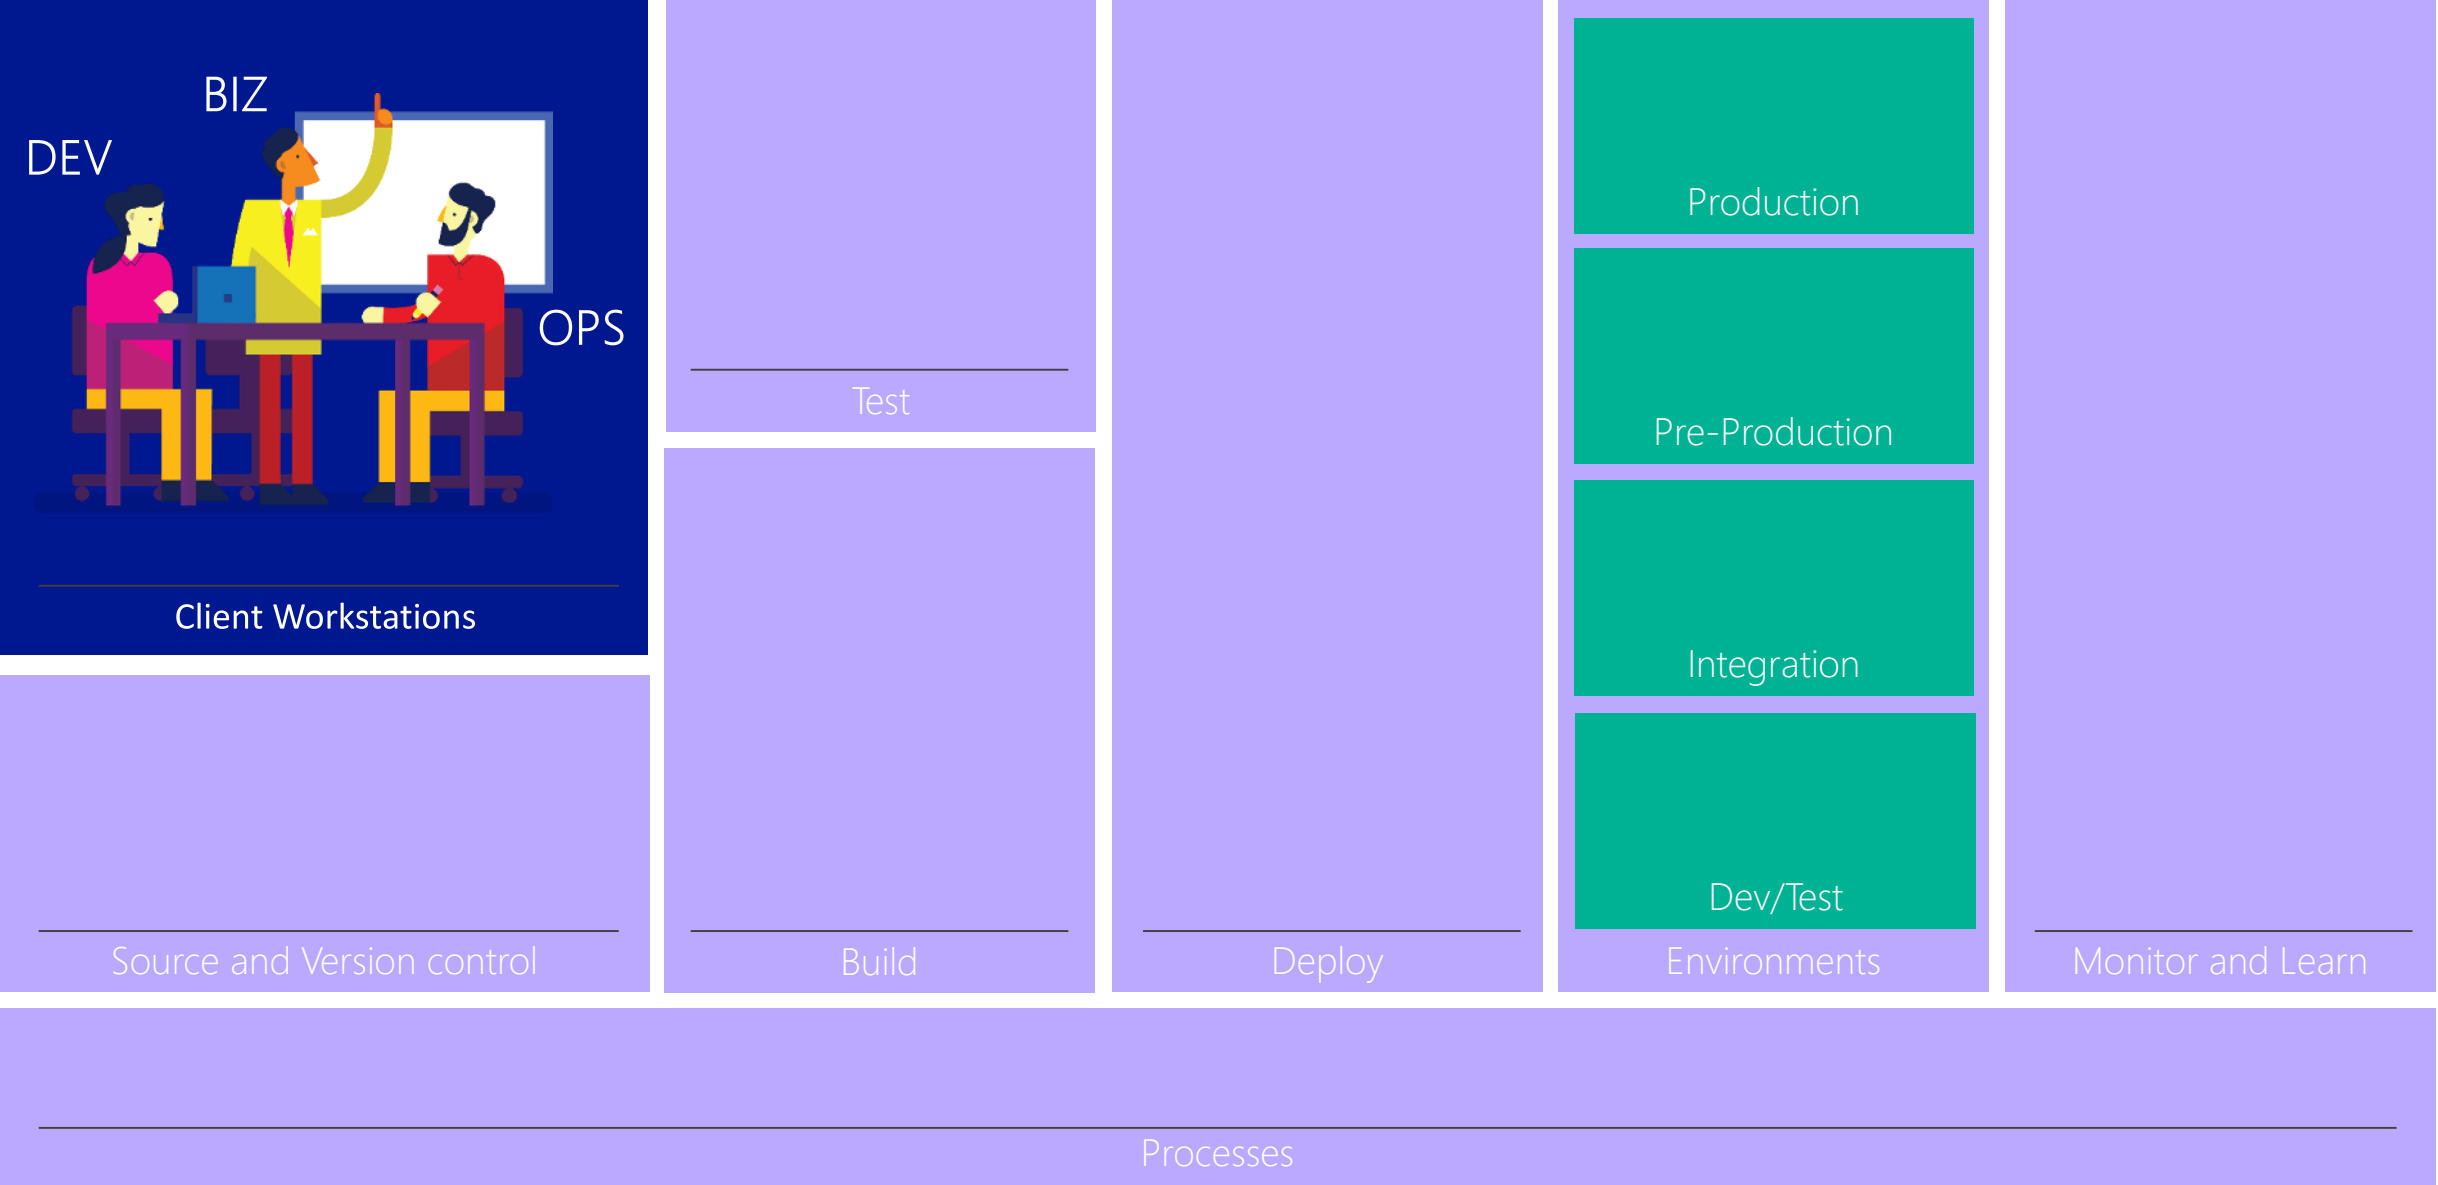 BIZ
DEV
OPS
Client Workstations
Source and Version control
Test
Build
Deploy
Production
Pre-Production
Integration
Dev/Test
Environments
Monitor and Learn
Processes